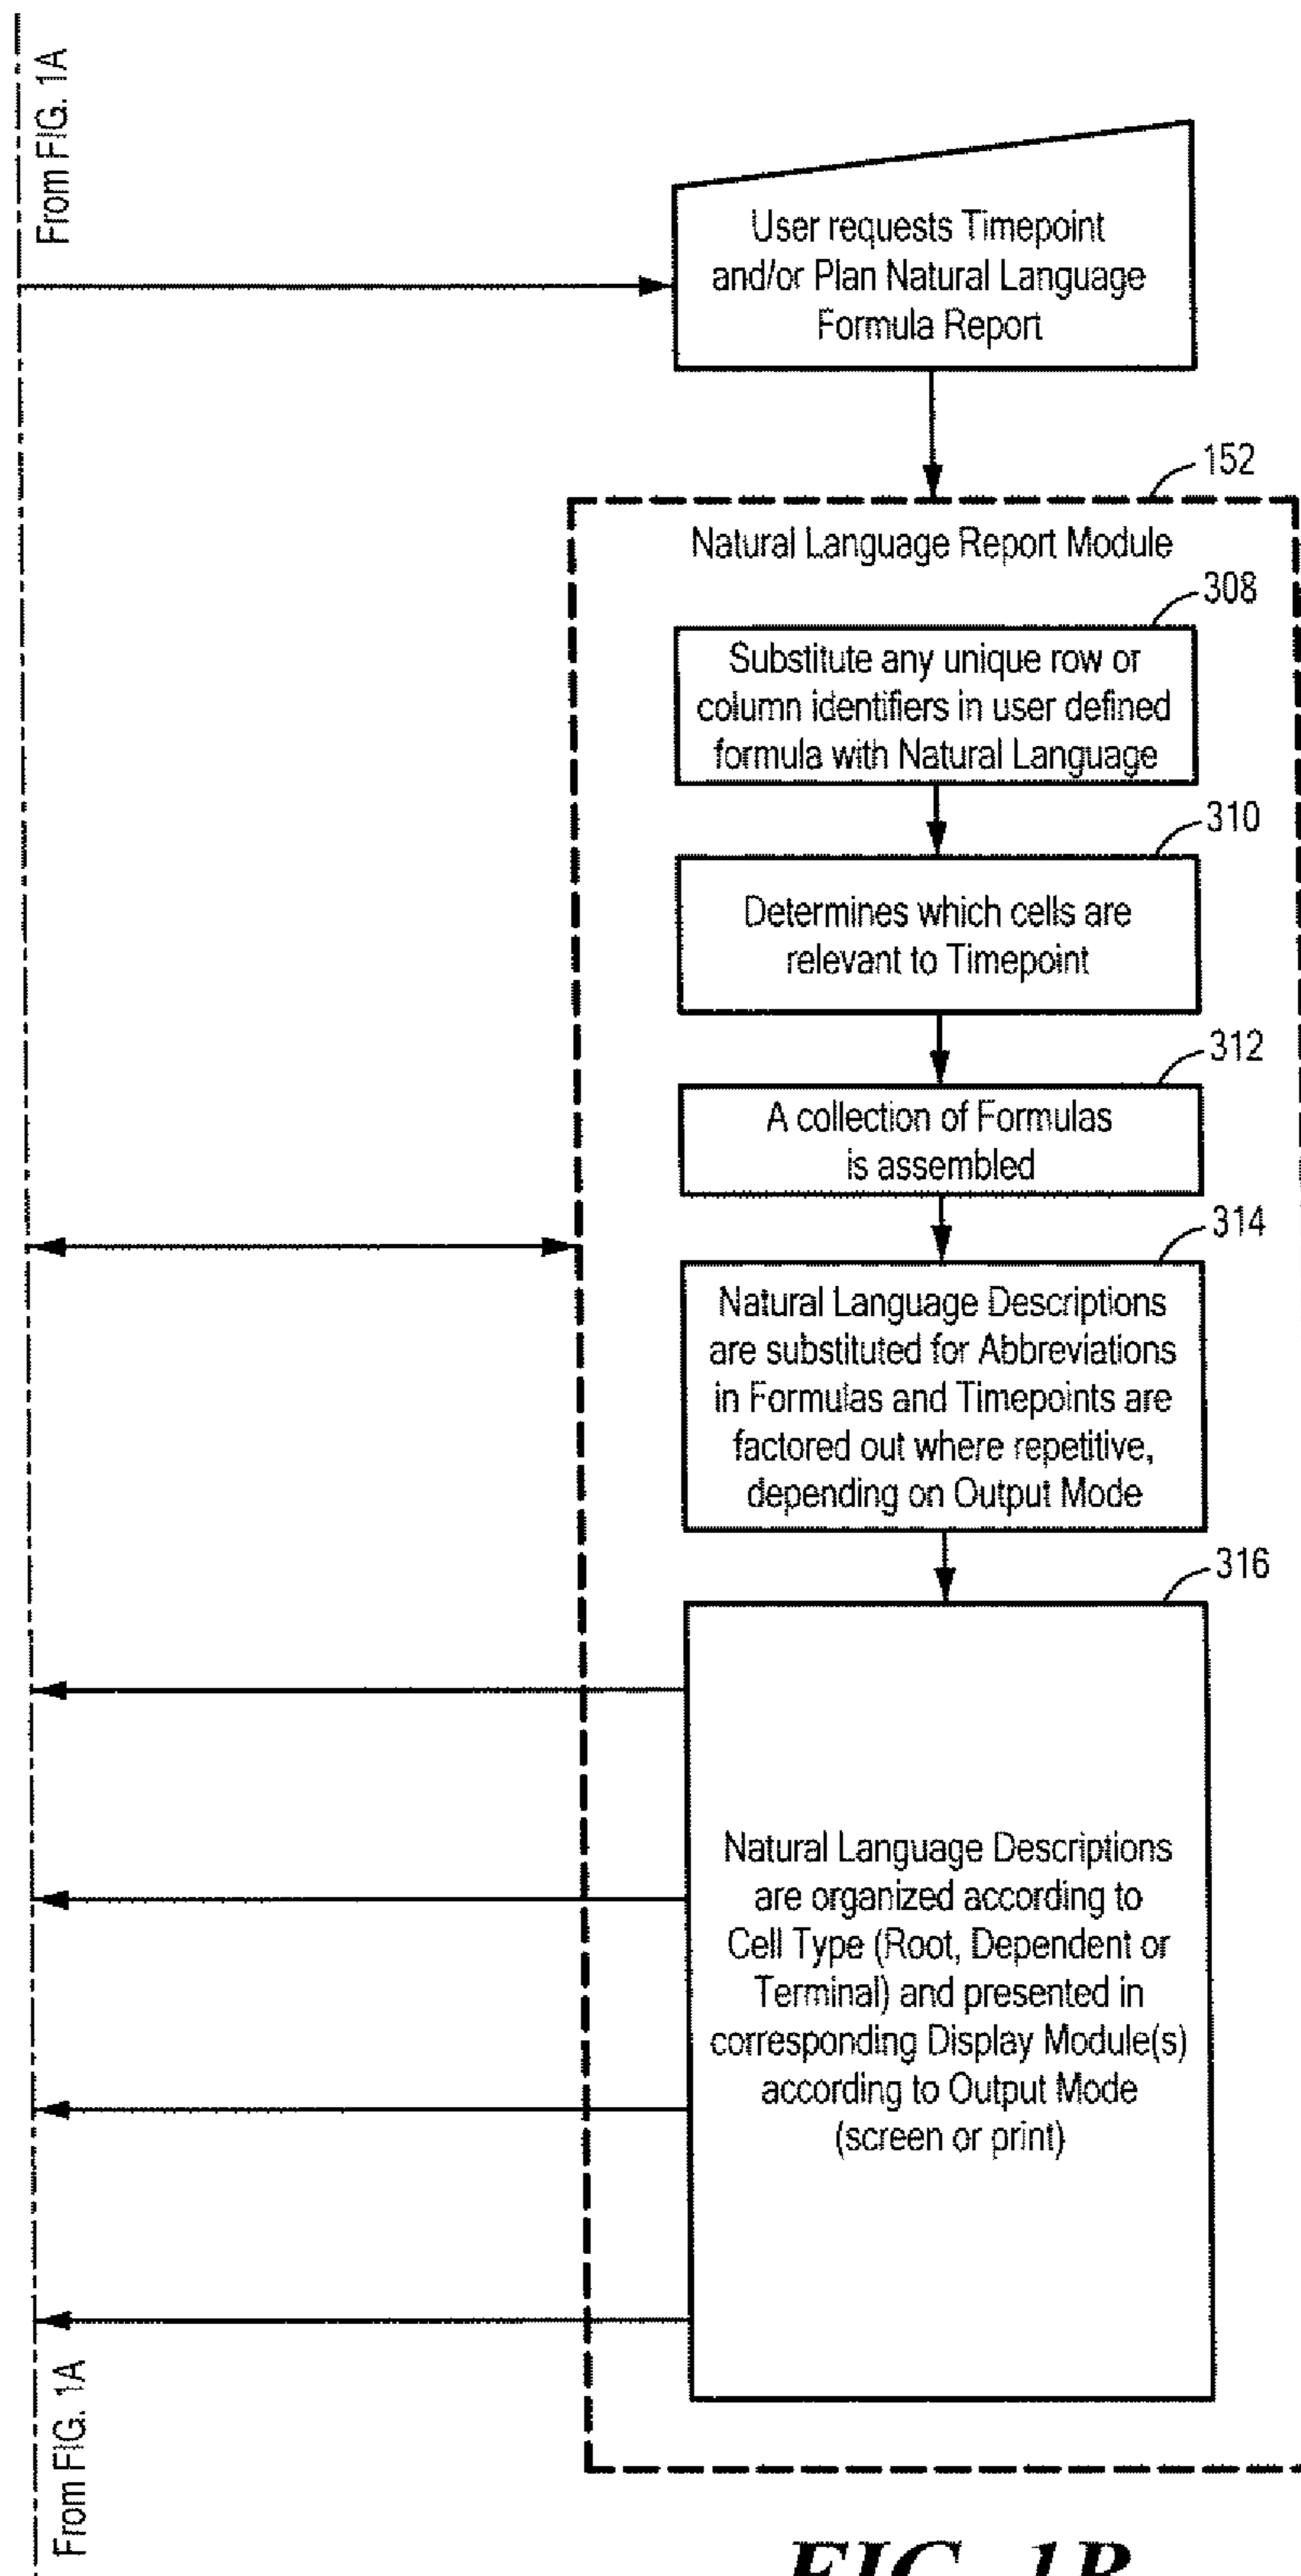 From FIG. 1A
User requests Timepoint
and/or Plan Natural Language
Formula Report
152
Natural Language Report Module
308
Substitute any unique row or
column identifiers in user defined
formula with Natural Language
310
Determines which cells are
relevant to Timepoint
312
A collection of Formulas
is assembled
314
Natural Language Descriptions
are substituted for Abbreviations
in Formulas and Timepoints are
factored out where repetitive,
depending on Output Mode
316
Natural Language Descriptions
are organized according to
Cell Type (Root, Dependent or
Terminal) and presented in
corresponding Display Module(s)
according to Output Mode
(screen or print)
From FIG. 1A
FIG. 1B